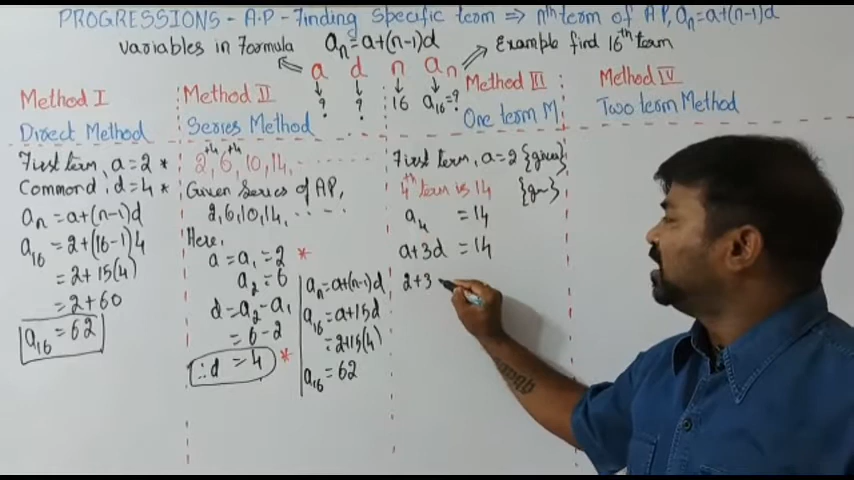 PROGRESSIONS - A.P - Finding Specific term ⇒ nth term of AP, an = a+(n-1)d
variables in Formula an = a+(n-1)d
a d n an
? ? 16 a16 = ?
Example find 16th term
Method I
Direct Method
First term, a = 2 *
Commond : d = 4 *
an = a+(n-1)d
a16 = 2+(16-1)4
= 2+15(4)
= 2+60
a16 = 62
Method II
Series Method
+4 +4
2, 6, 10, 14, ........
Given Series of AP,
2, 6, 10, 14, .....
Here,
a = a1 = 2 *
a2 = 6
d = a2 - a1
= 6-2
∴ d = 4 *
an = a+(n-1)d
a16 = a+15d
= 2+15(4)
a16 = 62
Method III
One term M
First term, a = 2 {given}
4th term is 14
a4 = 14
a+3d = 14
2+3
Method IV
Two term Method